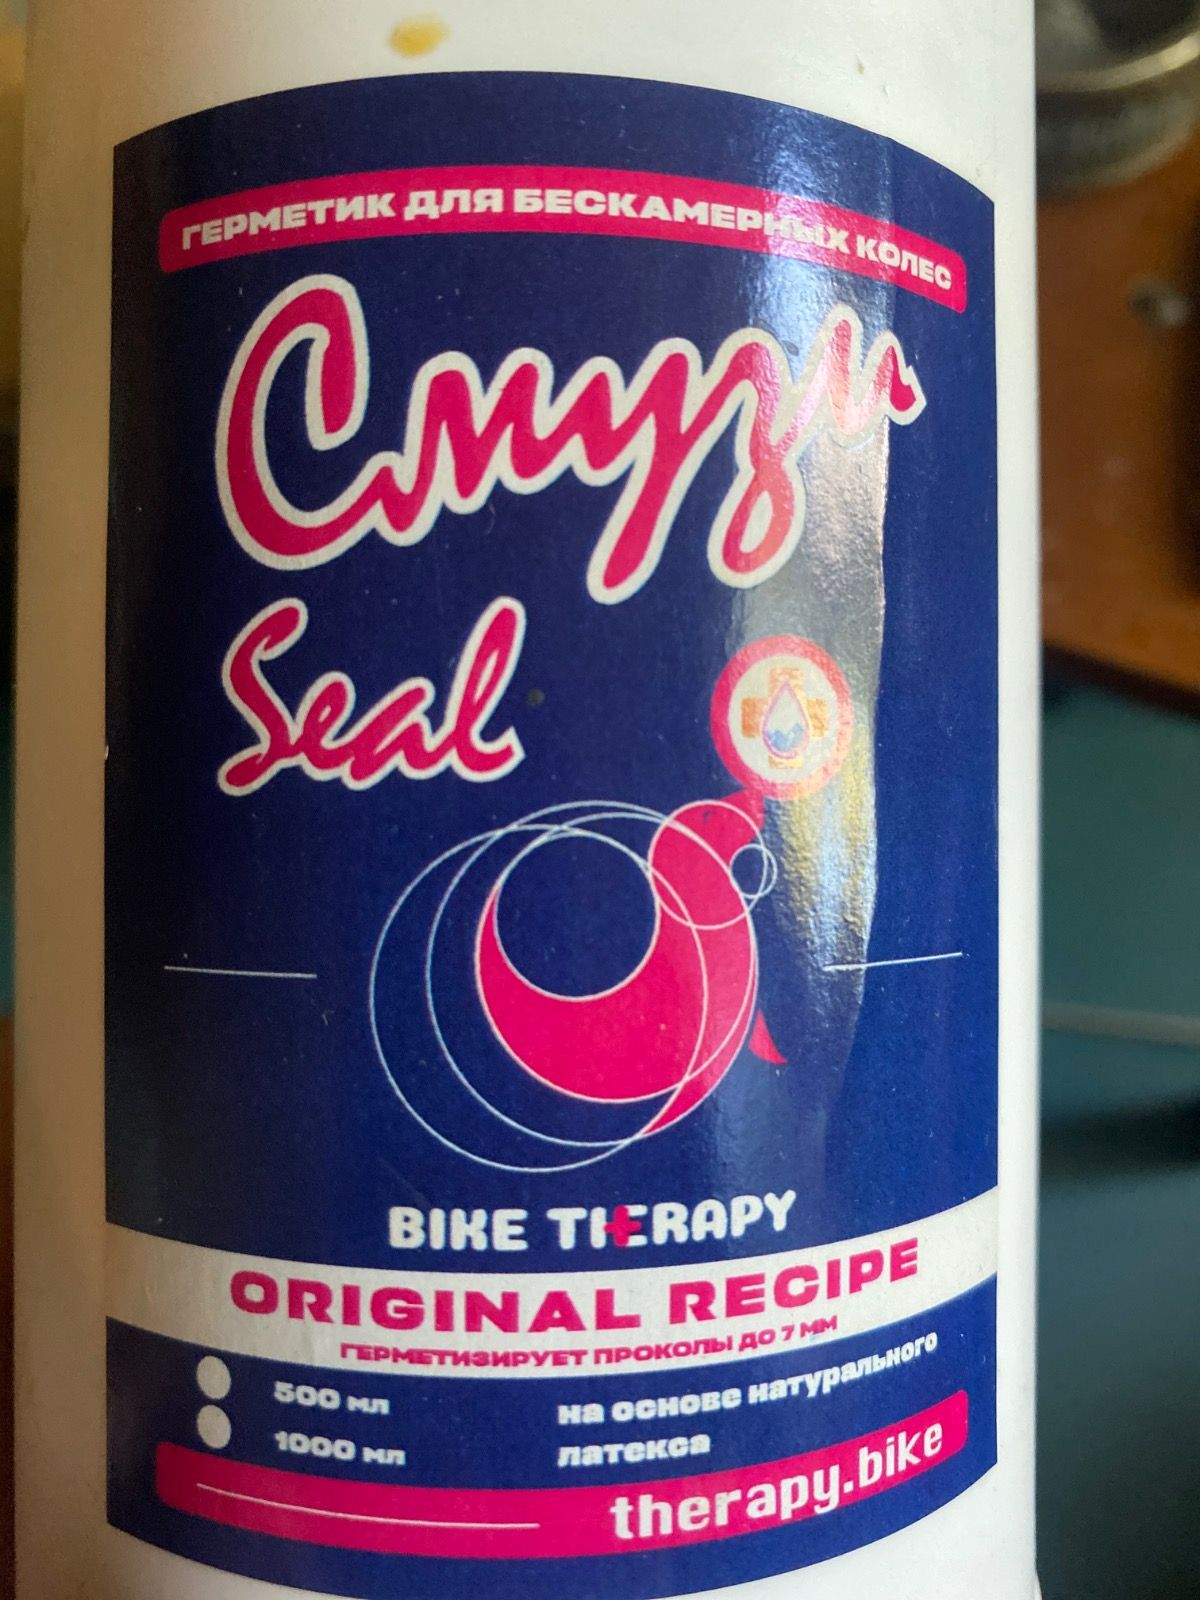 ГЕРМЕТИК ДЛЯ БЕСКАМЕРНЫХ КОЛЕС
Смузи
Seal
BIKE THERAPY
ORIGINAL RECIPE
ГЕРМЕТИЗИРУЕТ ПРОКОЛЫ ДО 7 ММ
500 мл
1000 мл
на основе натурального
латекса
therapy.bike